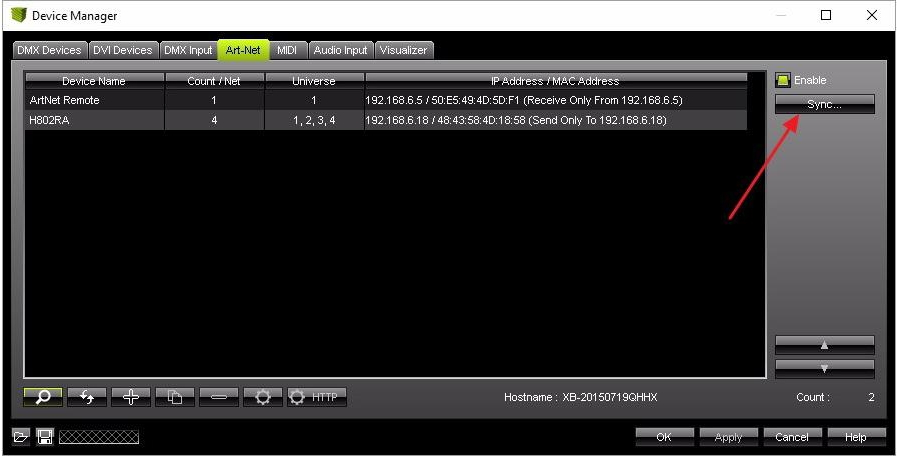 Device Manager
DMX Devices DVI Devices DMX Input Art-Net MIDI Audio Input Visualizer
Device Name Count / Net Universe IP Address / MAC Address
ArtNet Remote 1 1 192.168.6.5 / 50:E5:49:4D:5D:F1 (Receive Only From 192.168.6.5)
H802RA 4 1, 2, 3, 4 192.168.6.18 / 48:43:58:4D:18:58 (Send Only To 192.168.6.18)
Enable
Sync...
HTTP Hostname : XB-20150719QHHX Count : 2
OK Apply Cancel Help